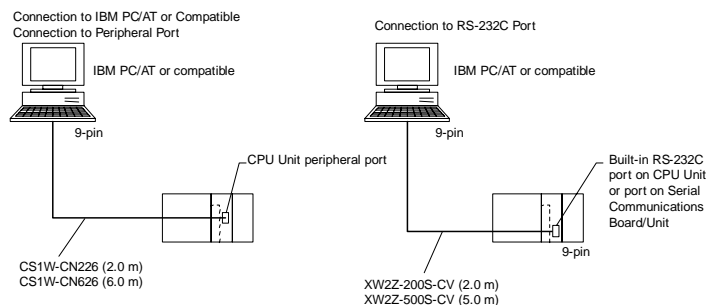 Connection to IBM PC/AT or Compatible
Connection to Peripheral Port
IBM PC/AT or compatible
9-pin
CPU Unit peripheral port
CS1W-CN226 (2.0 m)
CS1W-CN626 (6.0 m)
Connection to RS-232C Port
IBM PC/AT or compatible
9-pin
Built-in RS-232C
port on CPU Unit
or port on Serial
Communications
Board/Unit
9-pin
XW2Z-200S-CV (2.0 m)
XW2Z-500S-CV (5.0 m)